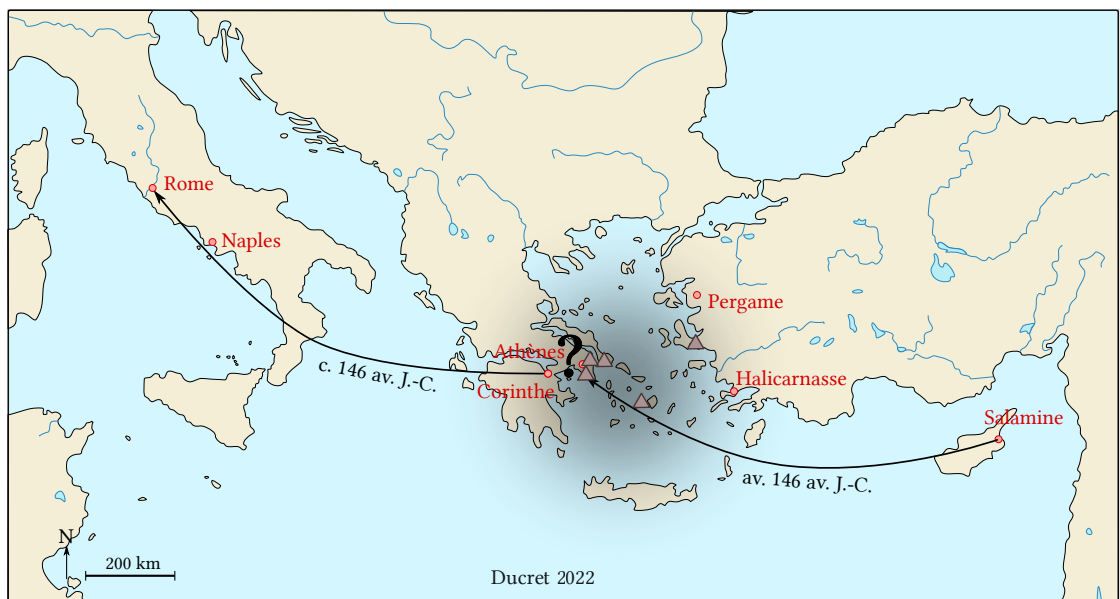 Rome
Naples
Pergame
?
Athènes
c. 146 av. J.-C.
Corinthe
Halicarnasse
Salamine
av. 146 av. J.-C.
N
200 km
Ducret 2022